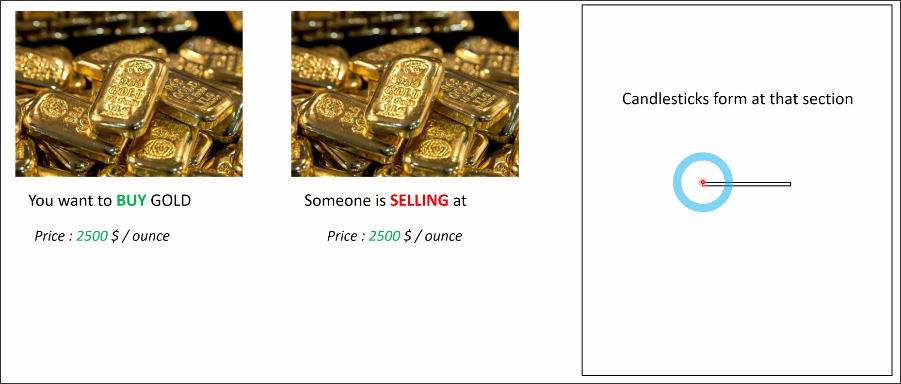 You want to BUY GOLD
Price : 2500 $ / ounce
Someone is SELLING at
Price : 2500 $ / ounce
Candlesticks form at that section